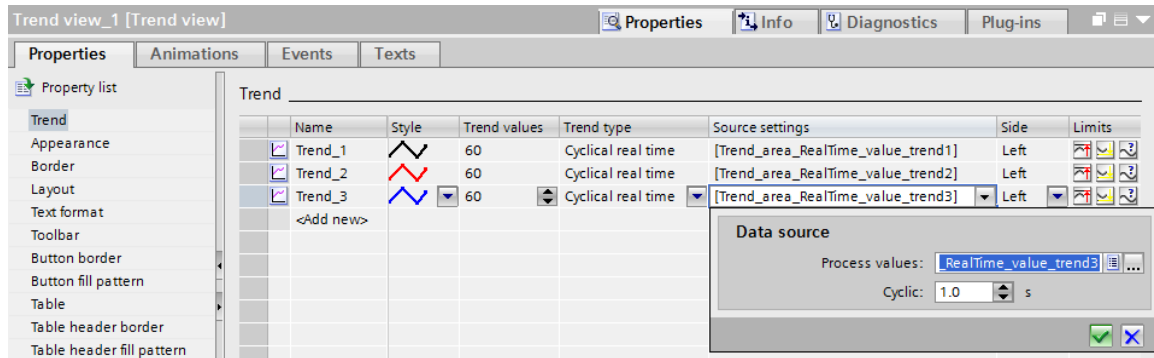 Trend view_1 [Trend view]
Properties
Info
Diagnostics
Plug-ins
Properties
Animations
Events
Texts
Property list
Trend
Appearance
Border
Layout
Text format
Toolbar
Button border
Button fill pattern
Table
Table header border
Table header fill pattern
Trend
Name Style Trend values Trend type Source settings Side Limits
Trend_1 60 Cyclical real time [Trend_area_RealTime_value_trend1] Left
Trend_2 60 Cyclical real time [Trend_area_RealTime_value_trend2] Left
Trend_3 60 Cyclical real time [Trend_area_RealTime_value_trend3] Left
<Add new>
Data source
Process values: _RealTime_value_trend3 ...
Cyclic: 1.0 s